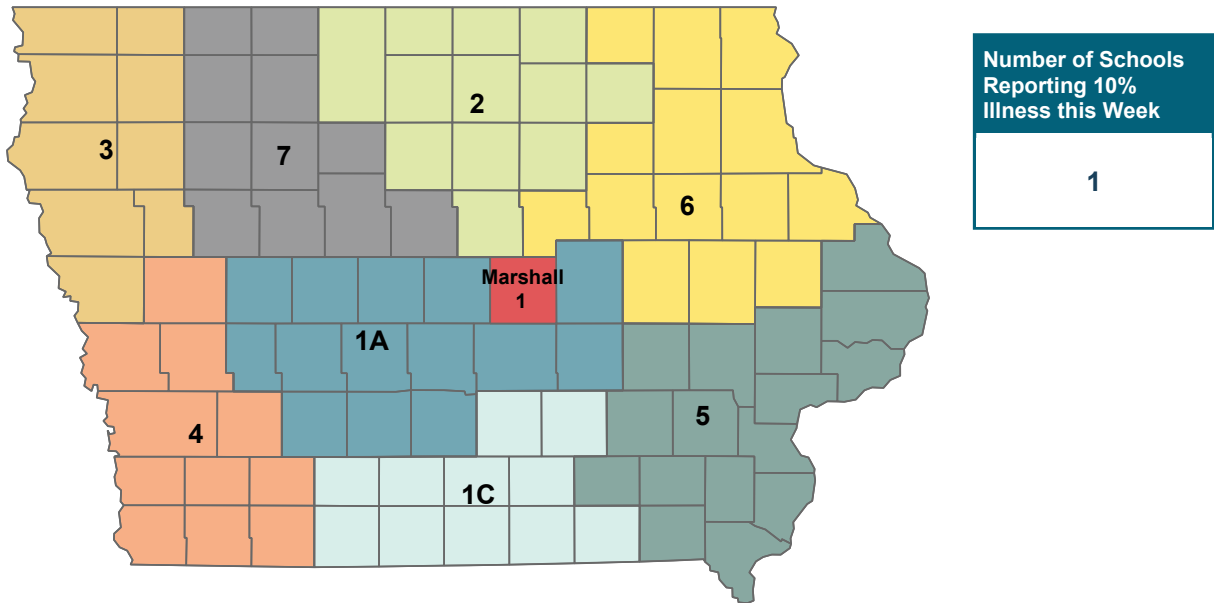 Number of Schools
Reporting 10%
Illness this Week
1
2
3
7
6
Marshall
1
1A
4
5
1C